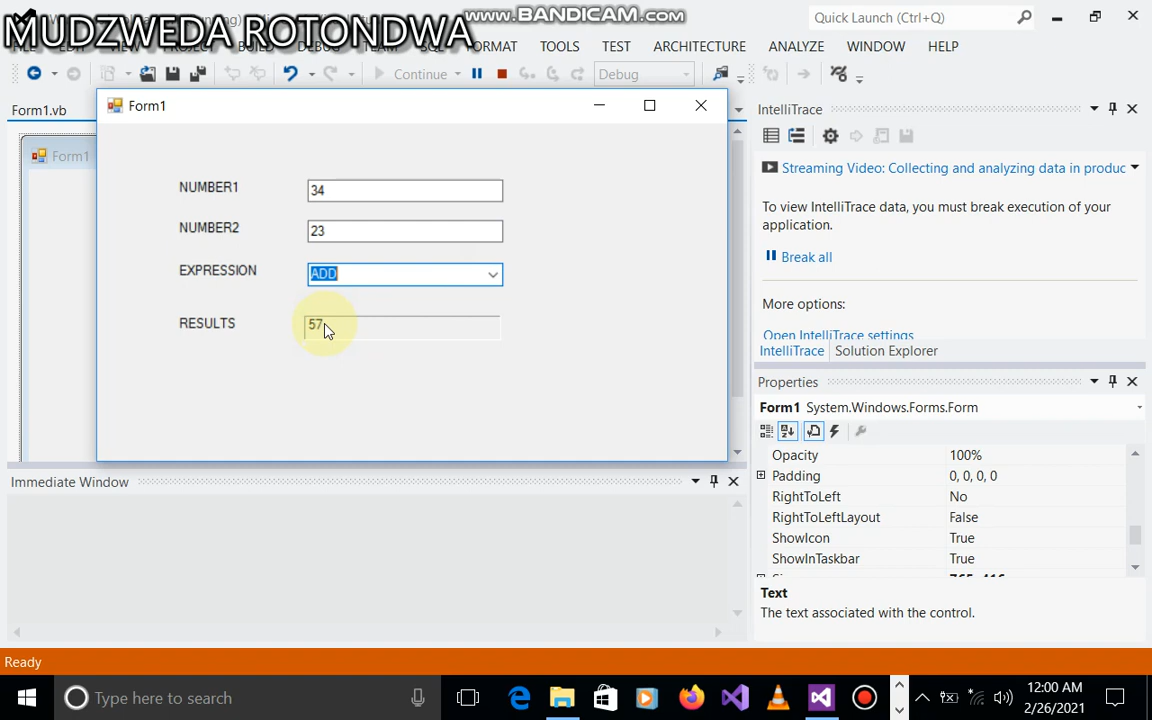 www.BANDICAM.com
MUDZWEDA ROTONDWA
Quick Launch (Ctrl+Q)
FORMAT TOOLS TEST ARCHITECTURE ANALYZE WINDOW HELP
Continue
Debug
Form1.vb
Form1
Form1
NUMBER1
34
NUMBER2
23
EXPRESSION
ADD
RESULTS
57
IntelliTrace
Streaming Video: Collecting and analyzing data in produc
To view IntelliTrace data, you must break execution of your
application.
Break all
More options:
Open IntelliTrace settings
IntelliTrace Solution Explorer
Properties
Form1 System.Windows.Forms.Form
Opacity 100%
Padding 0, 0, 0, 0
RightToLeft No
RightToLeftLayout False
ShowIcon True
ShowInTaskbar True
Text
The text associated with the control.
Immediate Window
Ready
Type here to search
12:00 AM
2/26/2021